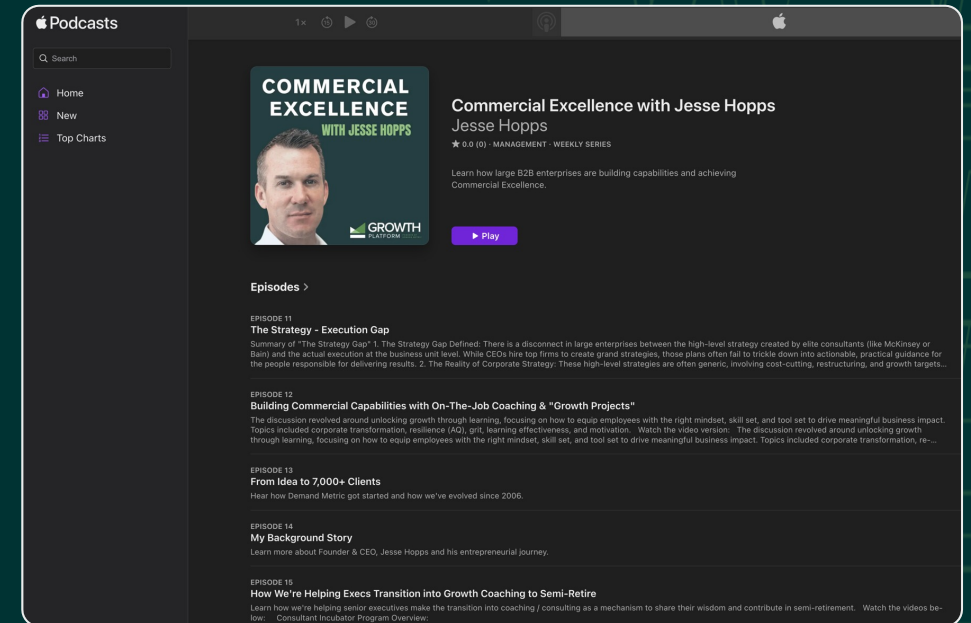 Podcasts
Search
Home
New
Top Charts
1×
15
30
COMMERCIAL
EXCELLENCE
WITH JESSE HOPPS
GROWTH
PLATFORM
Commercial Excellence with Jesse Hopps
Jesse Hopps
★ 0.0 (0) · MANAGEMENT · WEEKLY SERIES
Learn how large B2B enterprises are building capabilities and achieving
Commercial Excellence.
Play
Episodes >
EPISODE 11
The Strategy - Execution Gap
Summary of "The Strategy Gap" 1. The Strategy Gap Defined: There is a disconnect in large enterprises between the high-level strategy created by elite consultants (like McKinsey or
Bain) and the actual execution at the business unit level. While CEOs hire top firms to create grand strategies, those plans often fail to trickle down into actionable, practical guidance for
the people responsible for delivering results. 2. The Reality of Corporate Strategy: These high-level strategies are often generic, involving cost-cutting, restructuring, and growth targets...
EPISODE 12
Building Commercial Capabilities with On-The-Job Coaching & "Growth Projects"
The discussion revolved around unlocking growth through learning, focusing on how to equip employees with the right mindset, skill set, and tool set to drive meaningful business impact.
Topics included corporate transformation, resilience (AQ), grit, learning effectiveness, and motivation. Watch the video version: The discussion revolved around unlocking growth
through learning, focusing on how to equip employees with the right mindset, skill set, and tool set to drive meaningful business impact. Topics included corporate transformation, re-...
EPISODE 13
From Idea to 7,000+ Clients
Hear how Demand Metric got started and how we've evolved since 2006.
EPISODE 14
My Background Story
Learn more about Founder & CEO, Jesse Hopps and his entrepreneurial journey.
EPISODE 15
How We're Helping Execs Transition into Growth Coaching to Semi-Retire
Learn how we're helping senior executives make the transition into coaching / consulting as a mechanism to share their wisdom and contribute in semi-retirement. Watch the videos be-
low: Consultant Incubator Program Overview: